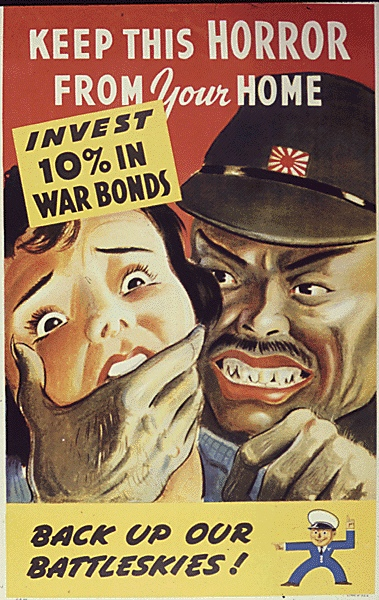 KEEP THIS HORROR
FROM Your HOME
INVEST
10% IN
WAR BONDS
BACK UP OUR
BATTLESKIES!